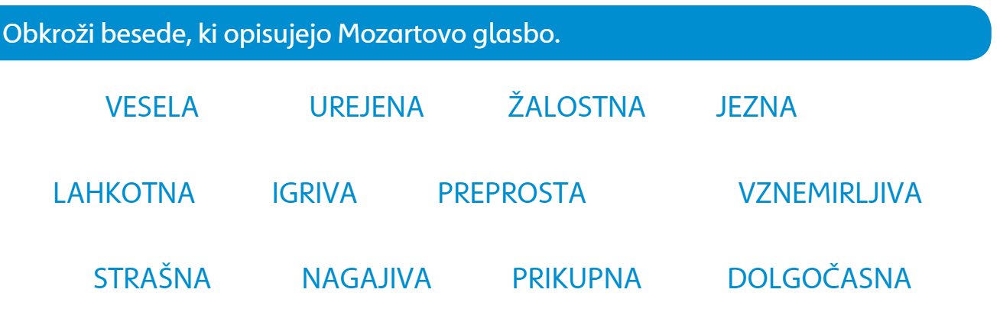 Obkroži besede, ki opisujejo Mozartovo glasbo.
VESELA UREJENA ŽALOSTNA JEZNA
LAHKOTNA IGRIVA PREPROSTA VZNEMIRLJIVA
STRAŠNA NAGAJIVA PRIKUPNA DOLGOČASNA